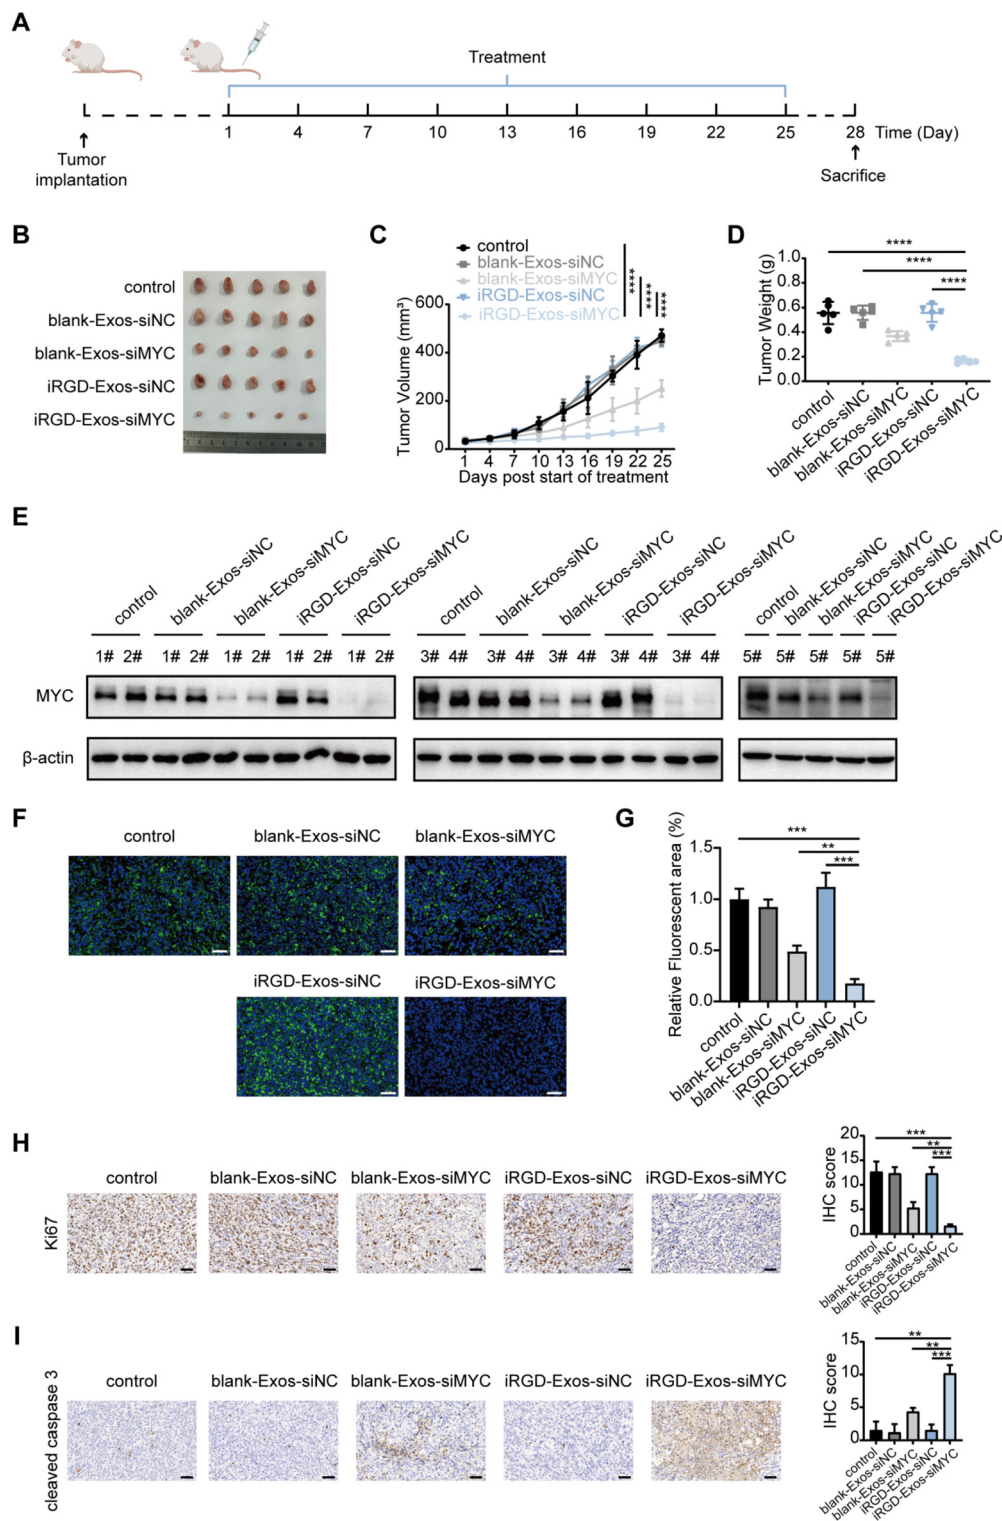 A
Treatment
1 4 7 10 13 16 19 22 25 28 Time (Day)
Tumor
implantation
Sacrifice
B
control
blank-Exos-siNC
blank-Exos-siMYC
iRGD-Exos-siNC
iRGD-Exos-siMYC
C
control
blank-Exos-siNC
blank-Exos-siMYC
iRGD-Exos-siNC
iRGD-Exos-siMYC
**** **** ****
Tumor Volume (mm³)
600
400
200
0
1 4 7 10 13 16 19 22 25
Days post start of treatment
D
****
****
****
Tumor Weight (g)
1.0
0.8
0.6
0.4
0.2
0.0
control
blank-Exos-siNC
blank-Exos-siMYC
iRGD-Exos-siNC
iRGD-Exos-siMYC
E
control blank-Exos-siNC blank-Exos-siMYC iRGD-Exos-siNC iRGD-Exos-siMYC
1# 2# 1# 2# 1# 2# 1# 2# 1# 2#
control blank-Exos-siNC blank-Exos-siMYC iRGD-Exos-siNC iRGD-Exos-siMYC
3# 4# 3# 4# 3# 4# 3# 4# 3# 4#
control blank-Exos-siNC blank-Exos-siMYC iRGD-Exos-siNC iRGD-Exos-siMYC
5# 5# 5# 5# 5#
MYC
β-actin
F
control blank-Exos-siNC blank-Exos-siMYC
iRGD-Exos-siNC iRGD-Exos-siMYC
G
***
**
***
Relative Fluorescent area (%)
1.5
1.0
0.5
0.0
control
blank-Exos-siNC
blank-Exos-siMYC
iRGD-Exos-siNC
iRGD-Exos-siMYC
H
Ki67
control blank-Exos-siNC blank-Exos-siMYC iRGD-Exos-siNC iRGD-Exos-siMYC
***
**
***
IHC score
20
15
10
5
0
control
blank-Exos-siNC
blank-Exos-siMYC
iRGD-Exos-siNC
iRGD-Exos-siMYC
I
cleaved caspase 3
control blank-Exos-siNC blank-Exos-siMYC iRGD-Exos-siNC iRGD-Exos-siMYC
**
**
***
IHC score
15
10
5
0
control
blank-Exos-siNC
blank-Exos-siMYC
iRGD-Exos-siNC
iRGD-Exos-siMYC